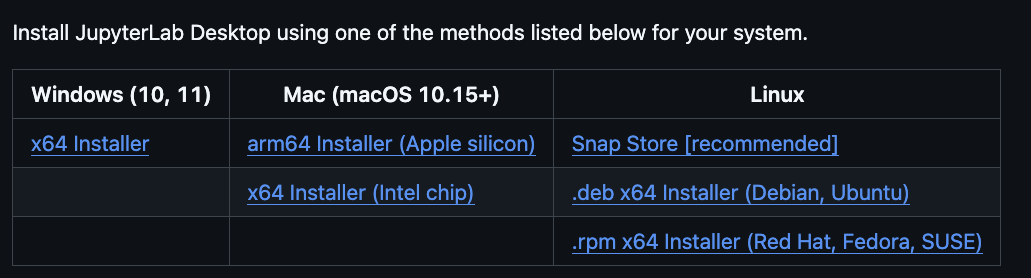 Install JupyterLab Desktop using one of the methods listed below for your system.
Windows (10, 11) Mac (macOS 10.15+) Linux
x64 Installer arm64 Installer (Apple silicon) Snap Store [recommended]
x64 Installer (Intel chip) .deb x64 Installer (Debian, Ubuntu)
.rpm x64 Installer (Red Hat, Fedora, SUSE)